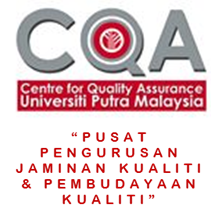 CQA
Centre for Quality Assurance
Universiti Putra Malaysia
“PUSAT
PENGURUSAN
JAMINAN KUALITI
& PEMBUDAYAAN
KUALITI”